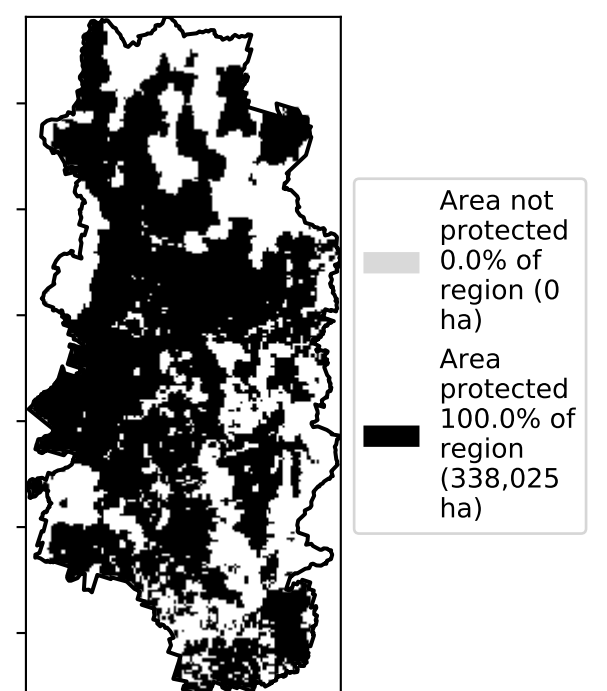 Area not
protected
0.0% of
region (0
ha)
Area
protected
100.0% of
region
(338,025
ha)